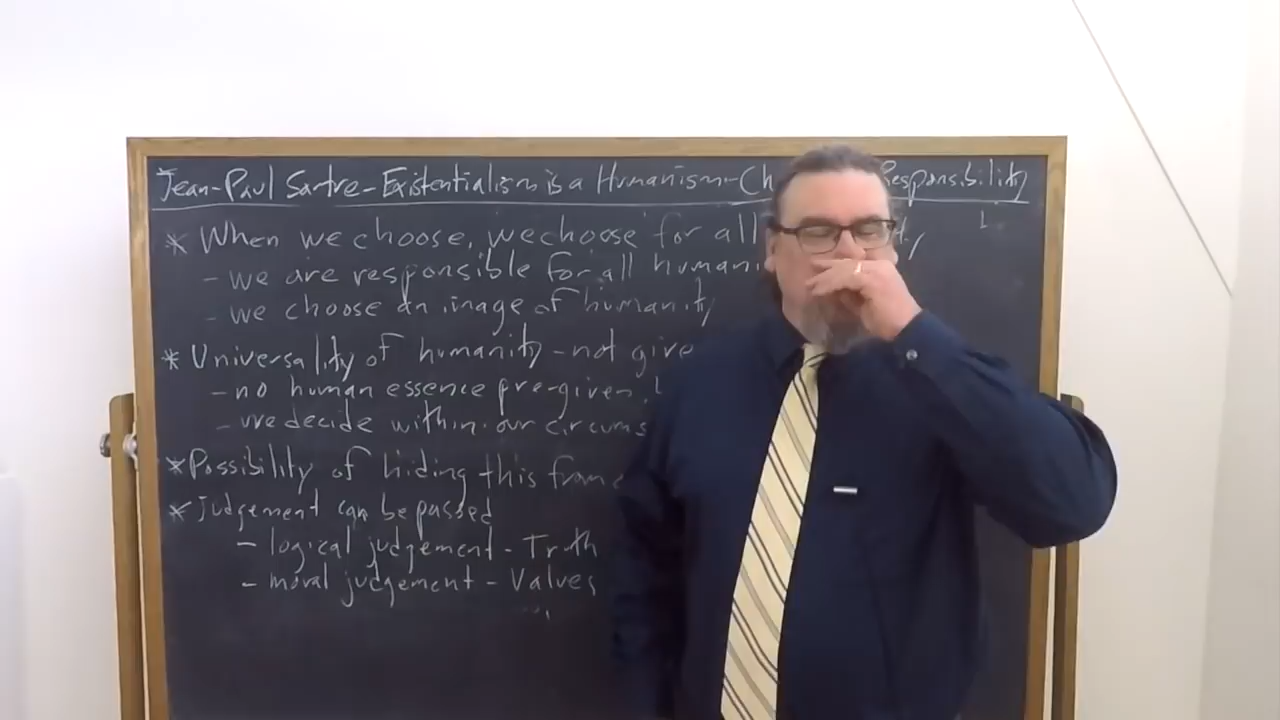 Jean-Paul Sartre-Existentialism is a Humanism-Ch Responsibility
* When we choose, we choose for all
- we are responsible for all humani
- we choose an image of humanity
* Universality of humanity-not give
- no human essence pre-given.
- we decide within our circums
*Possibility of hiding this from
* Judgement can be passed
- logical judgement - Truth
- moral judgement - Values